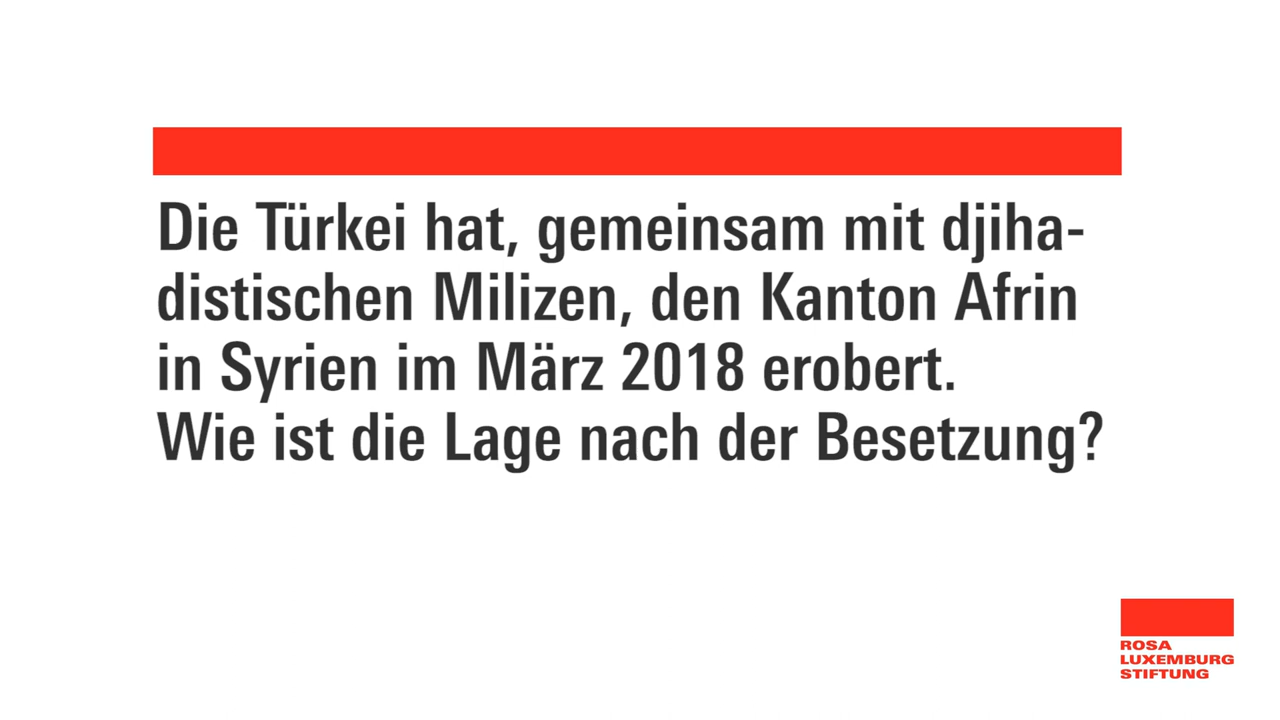 Die Türkei hat, gemeinsam mit djiha-
distischen Milizen, den Kanton Afrin
in Syrien im März 2018 erobert.
Wie ist die Lage nach der Besetzung?
ROSA
LUXEMBURG
STIFTUNG